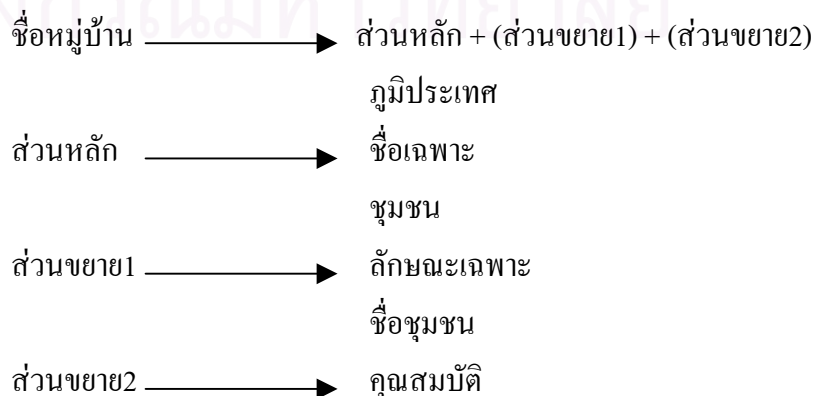 ชื่อหมู่บ้าน ส่วนหลัก + (ส่วนขยาย1) + (ส่วนขยาย2)
ภูมิประเทศ
ส่วนหลัก ชื่อเฉพาะ
ชุมชน
ส่วนขยาย1 ลักษณะเฉพาะ
ชื่อชุมชน
ส่วนขยาย2 คุณสมบัติ